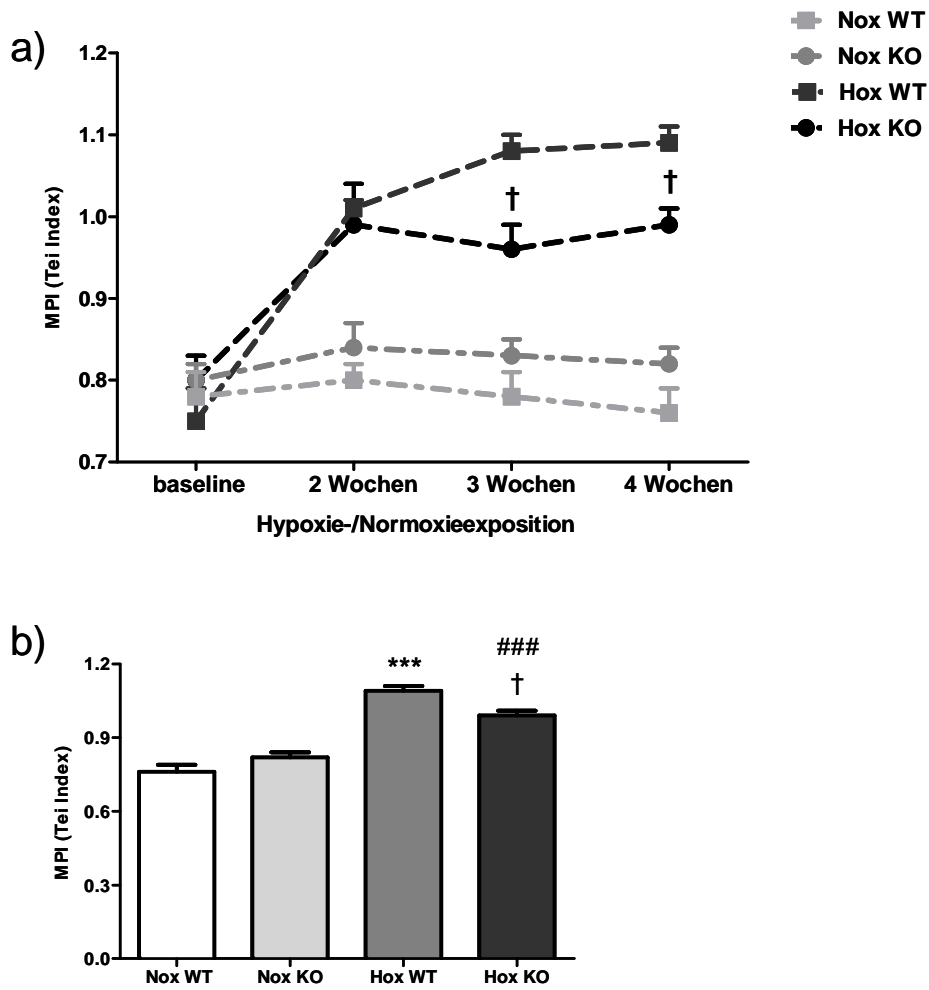 a)
Nox WT
Nox KO
Hox WT
Hox KO
1.2
1.1
1.0
0.9
0.8
0.7
MPI (Tei Index)
†
†
baseline 2 Wochen 3 Wochen 4 Wochen
Hypoxie-/Normoxieexposition
b)
1.2
0.9
0.6
0.3
0.0
MPI (Tei Index)
***
###
†
Nox WT Nox KO Hox WT Hox KO